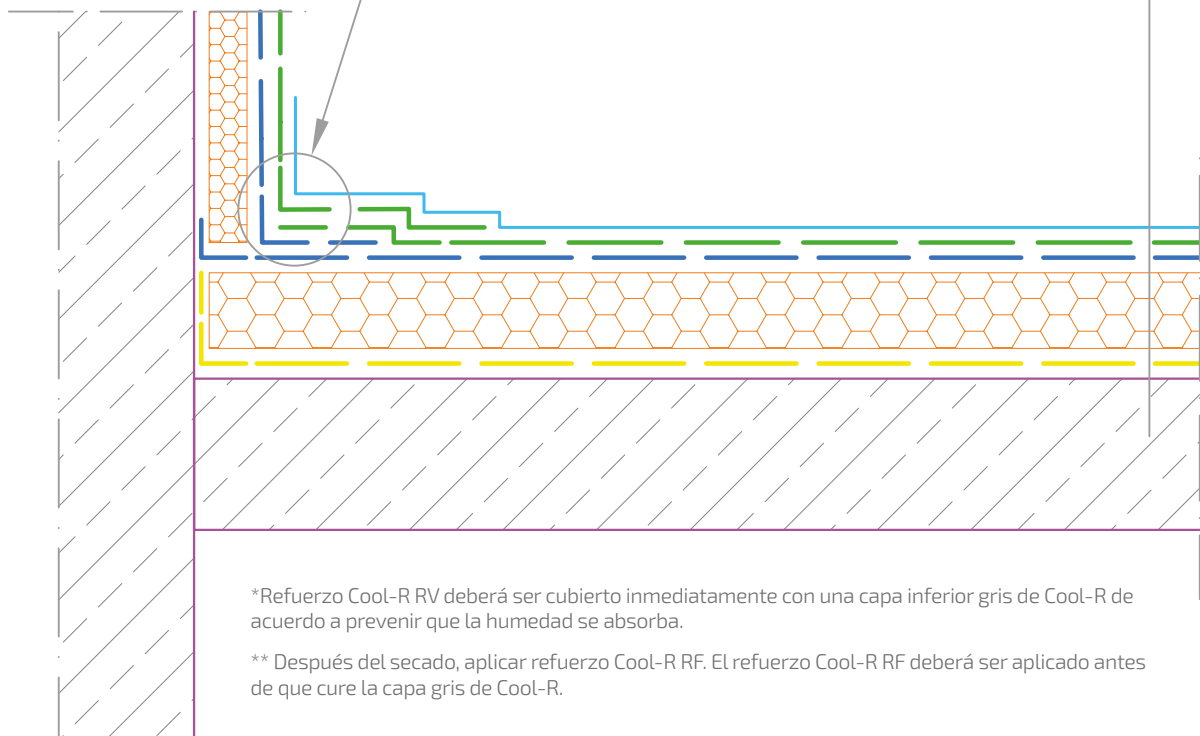 *Refuerzo Cool-R RV deberá ser cubierto inmediatamente con una capa inferior gris de Cool-R de
acuerdo a prevenir que la humedad se absorba.
** Después del secado, aplicar refuerzo Cool-R RF. El refuerzo Cool-R RF deberá ser aplicado antes
de que cure la capa gris de Cool-R.